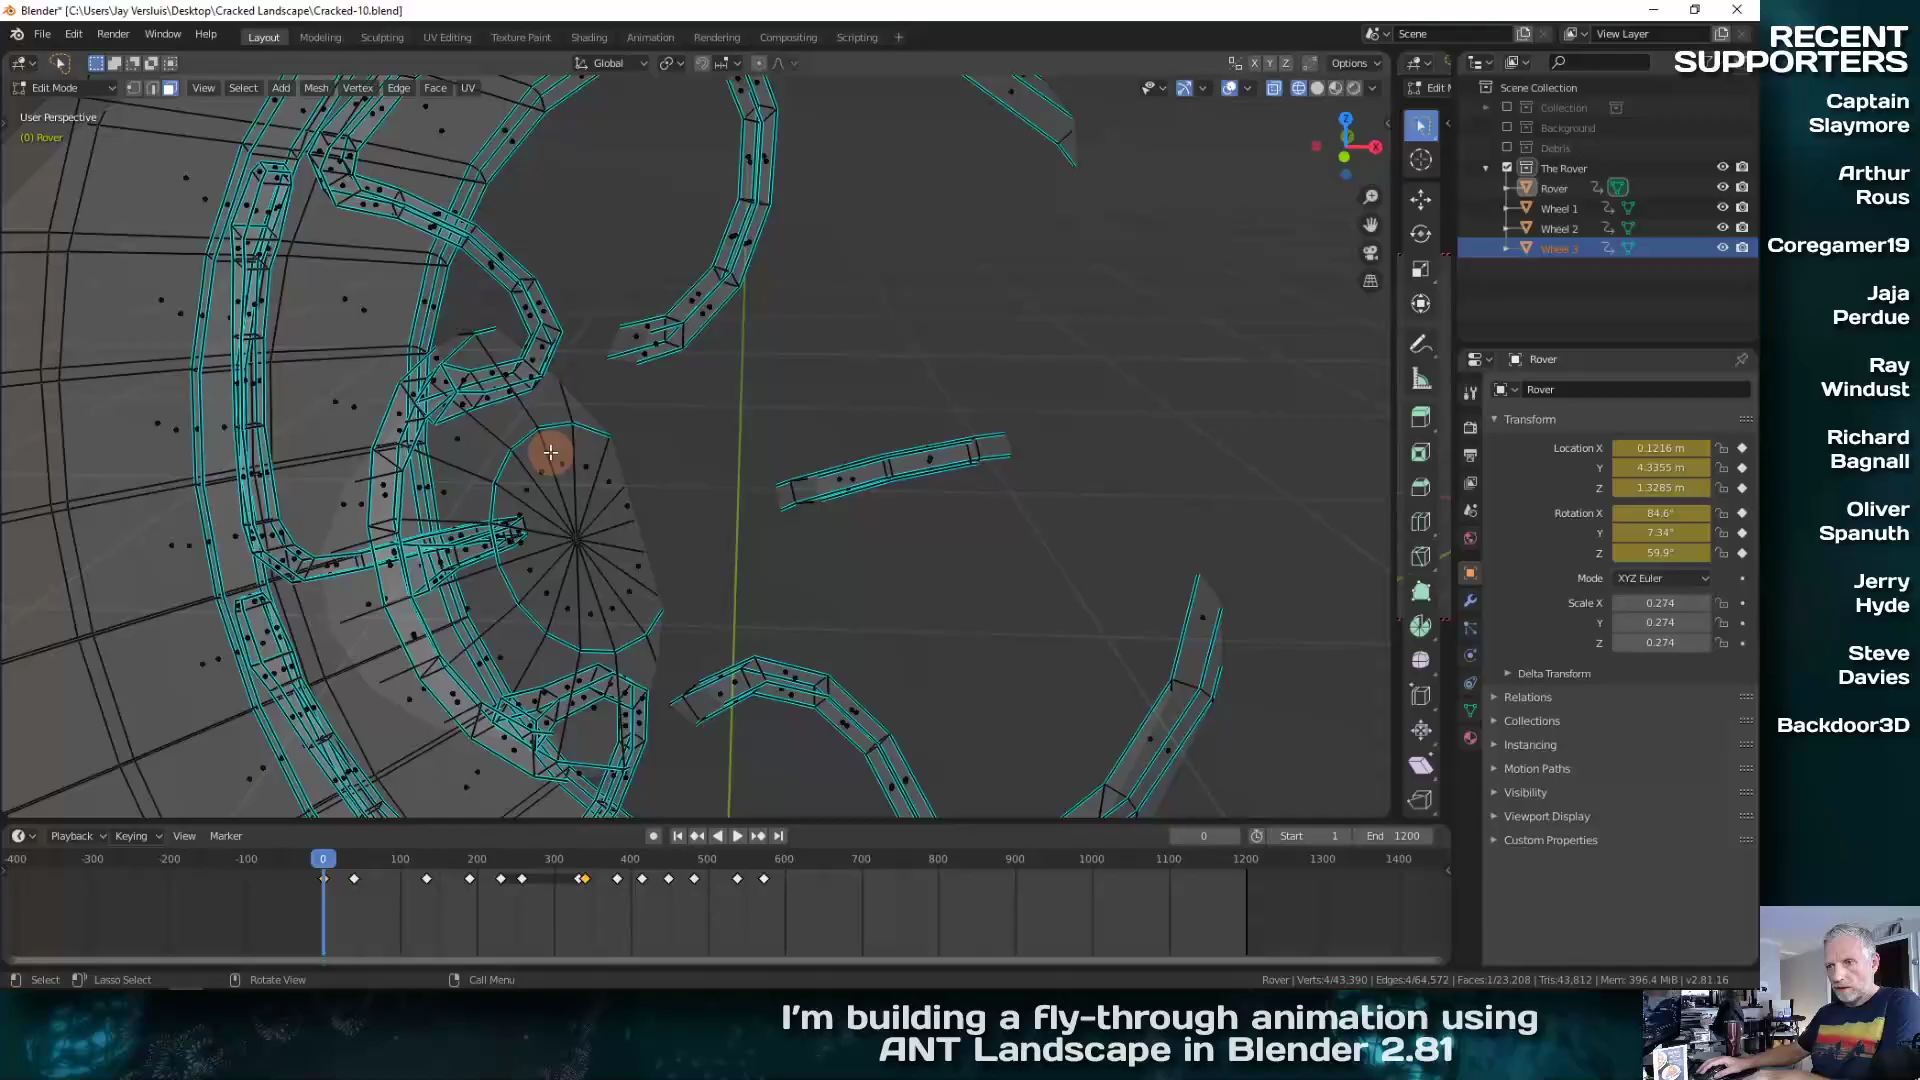 Blender* [C:\Users\Jay Versluis\Desktop\Cracked Landscape\Cracked-10.blend]
File Edit Render Window Help
Layout Modeling Sculpting UV Editing Texture Paint Shading Animation Rendering Compositing Scripting +
Scene
View Layer
Global
X Y Z
Options
Edit Mode
View Select Add Mesh Vertex Edge Face UV
User Perspective
(0) Rover
Z
X
Edit M
Scene Collection
Collection
Background
Debris
The Rover
Rover
Wheel 1
Wheel 2
Wheel 3
Rover
Rover
Transform
Location X 0.1216 m
Y 4.3355 m
Z 1.3285 m
Rotation X 84.6°
Y 7.34°
Z 59.9°
Mode XYZ Euler
Scale X 0.274
Y 0.274
Z 0.274
Delta Transform
Relations
Collections
Instancing
Motion Paths
Visibility
Viewport Display
Custom Properties
Playback Keying View Marker
0
Start 1
End 1200
-400 -300 -200 -100 0 100 200 300 400 500 600 700 800 900 1000 1100 1200 1300 1400
Select
Lasso Select
Rotate View
Call Menu
Rover | Verts:4/43,390 | Edges:4/64,572 | Faces:1/23,208 | Tris:43,812 | Mem: 396.4 MiB | v2.81.16
RECENT
SUPPORTERS
Captain
Slaymore
Arthur
Rous
Coregamer19
Jaja
Perdue
Ray
Windust
Richard
Bagnall
Oliver
Spanuth
Jerry
Hyde
Steve
Davies
Backdoor3D
I'm building a fly-through animation using
ANT Landscape in Blender 2.81